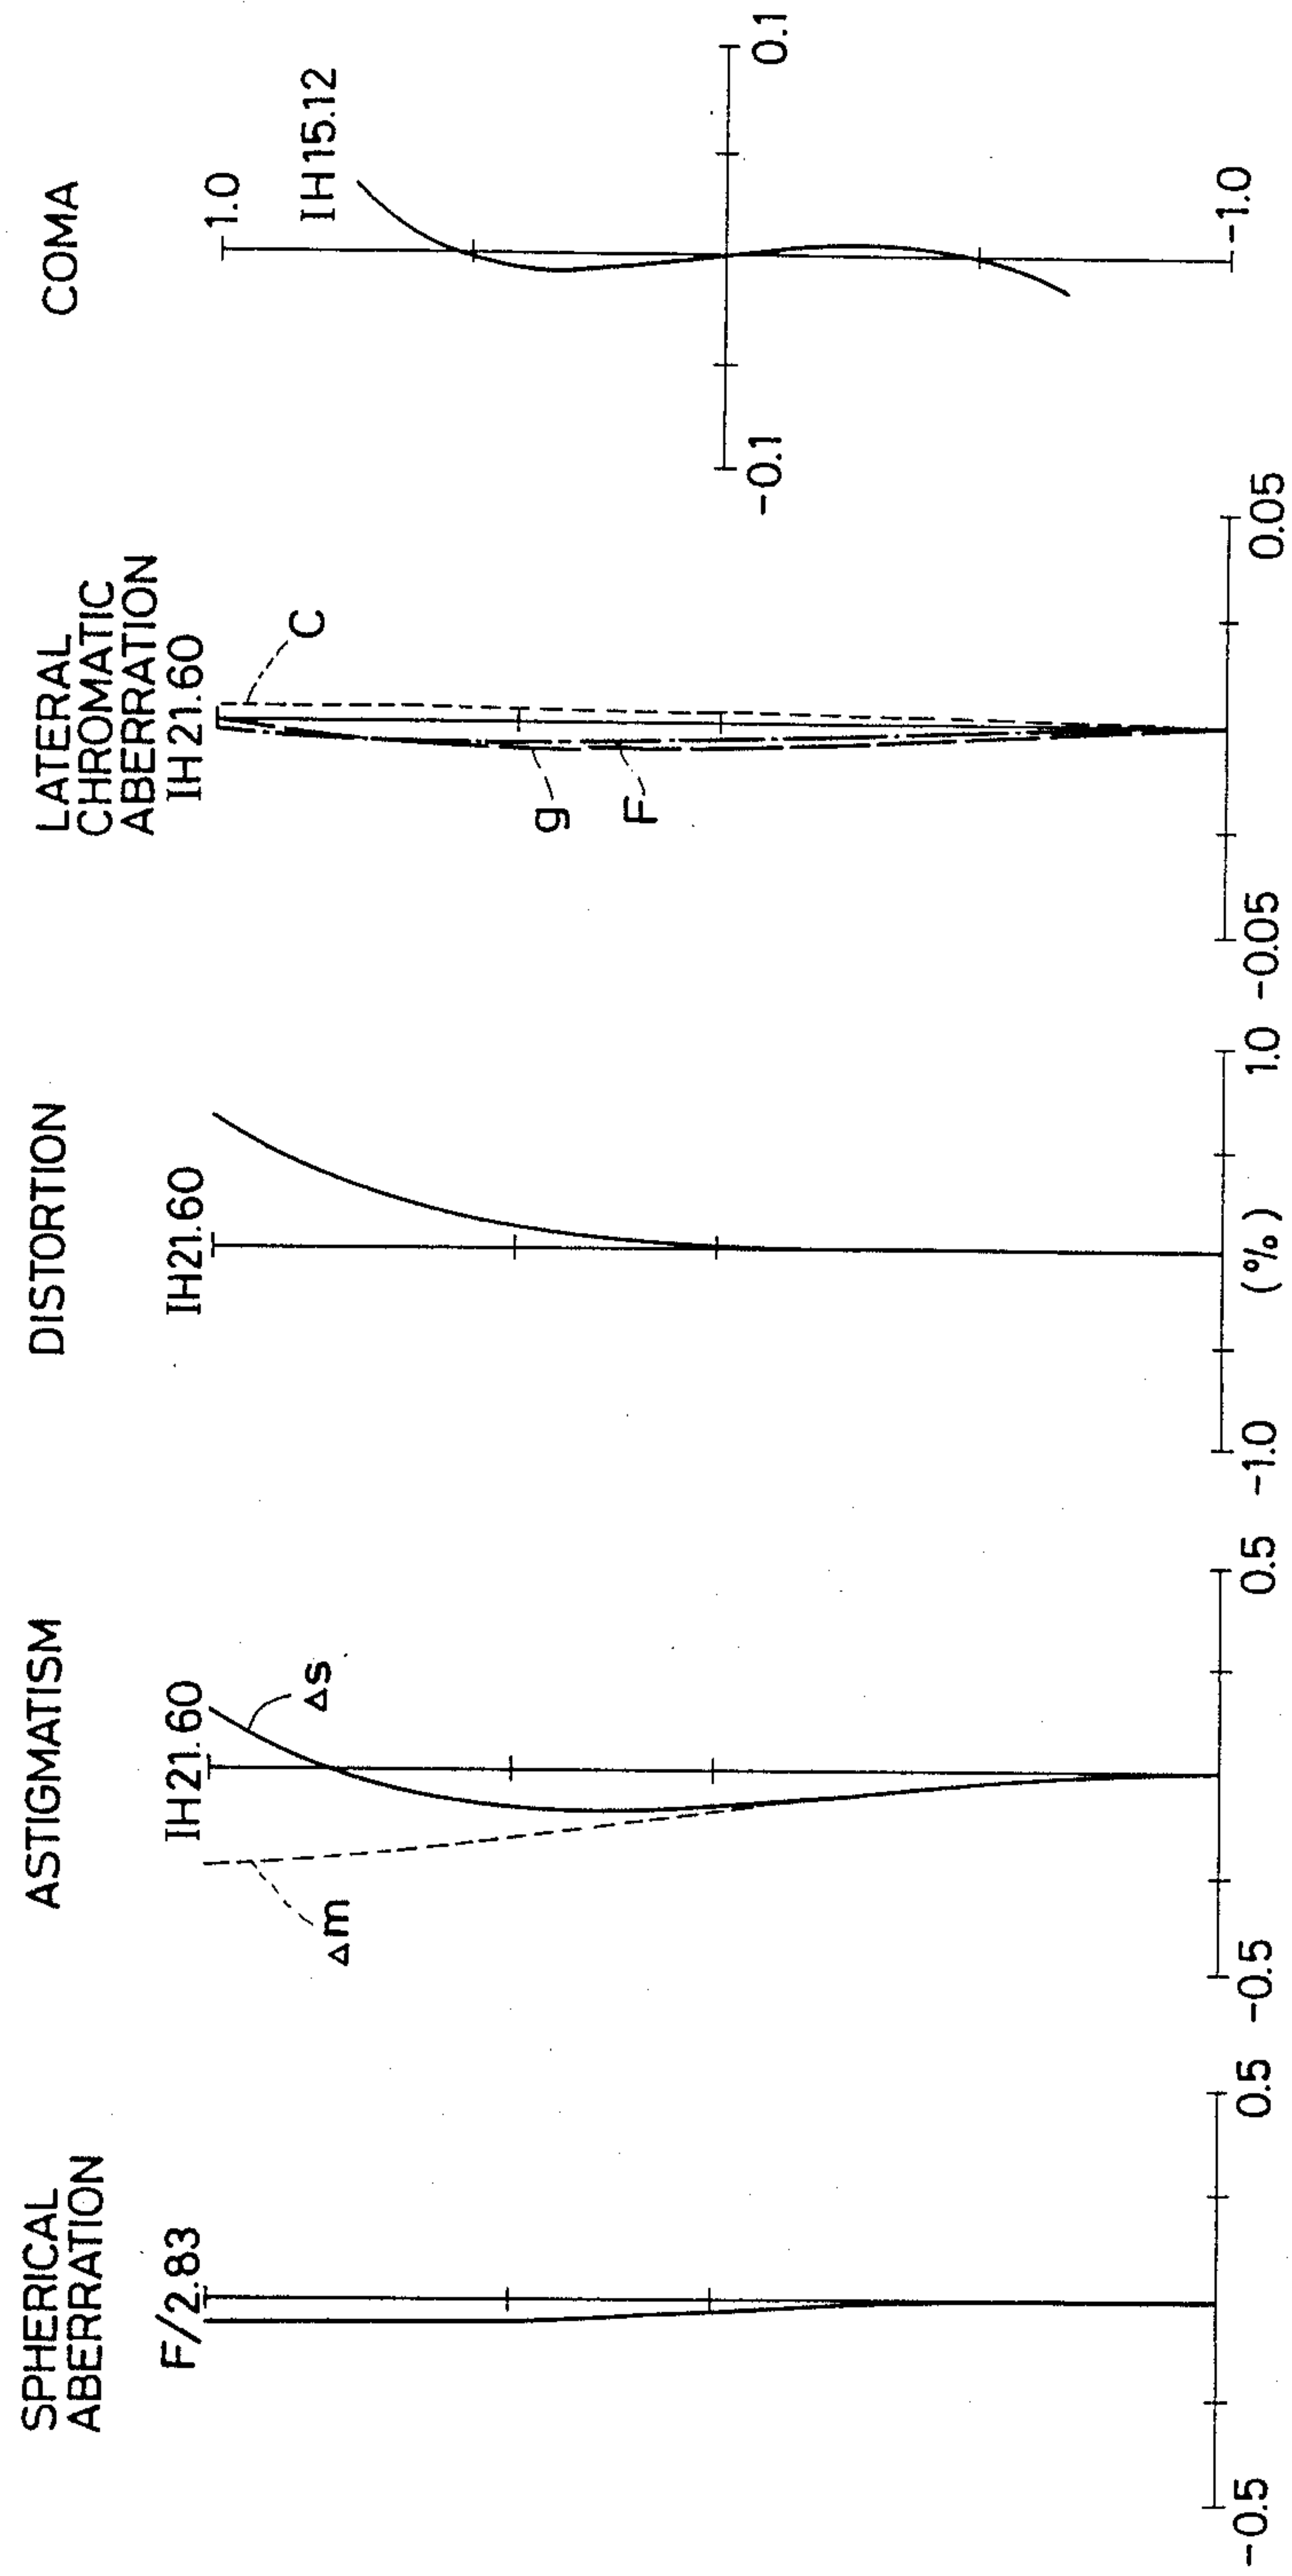 SPHERICAL
ABERRATION
F/2.83
-0.5
0.5
ASTIGMATISM
IH21.60
Δm
Δs
-0.5
0.5
DISTORTION
IH21.60
-1.0
(%)
1.0
LATERAL
CHROMATIC
ABERRATION
IH21.60
g
F
C
-0.05
0.05
COMA
1.0
IH15.12
-0.1
0.1
-1.0